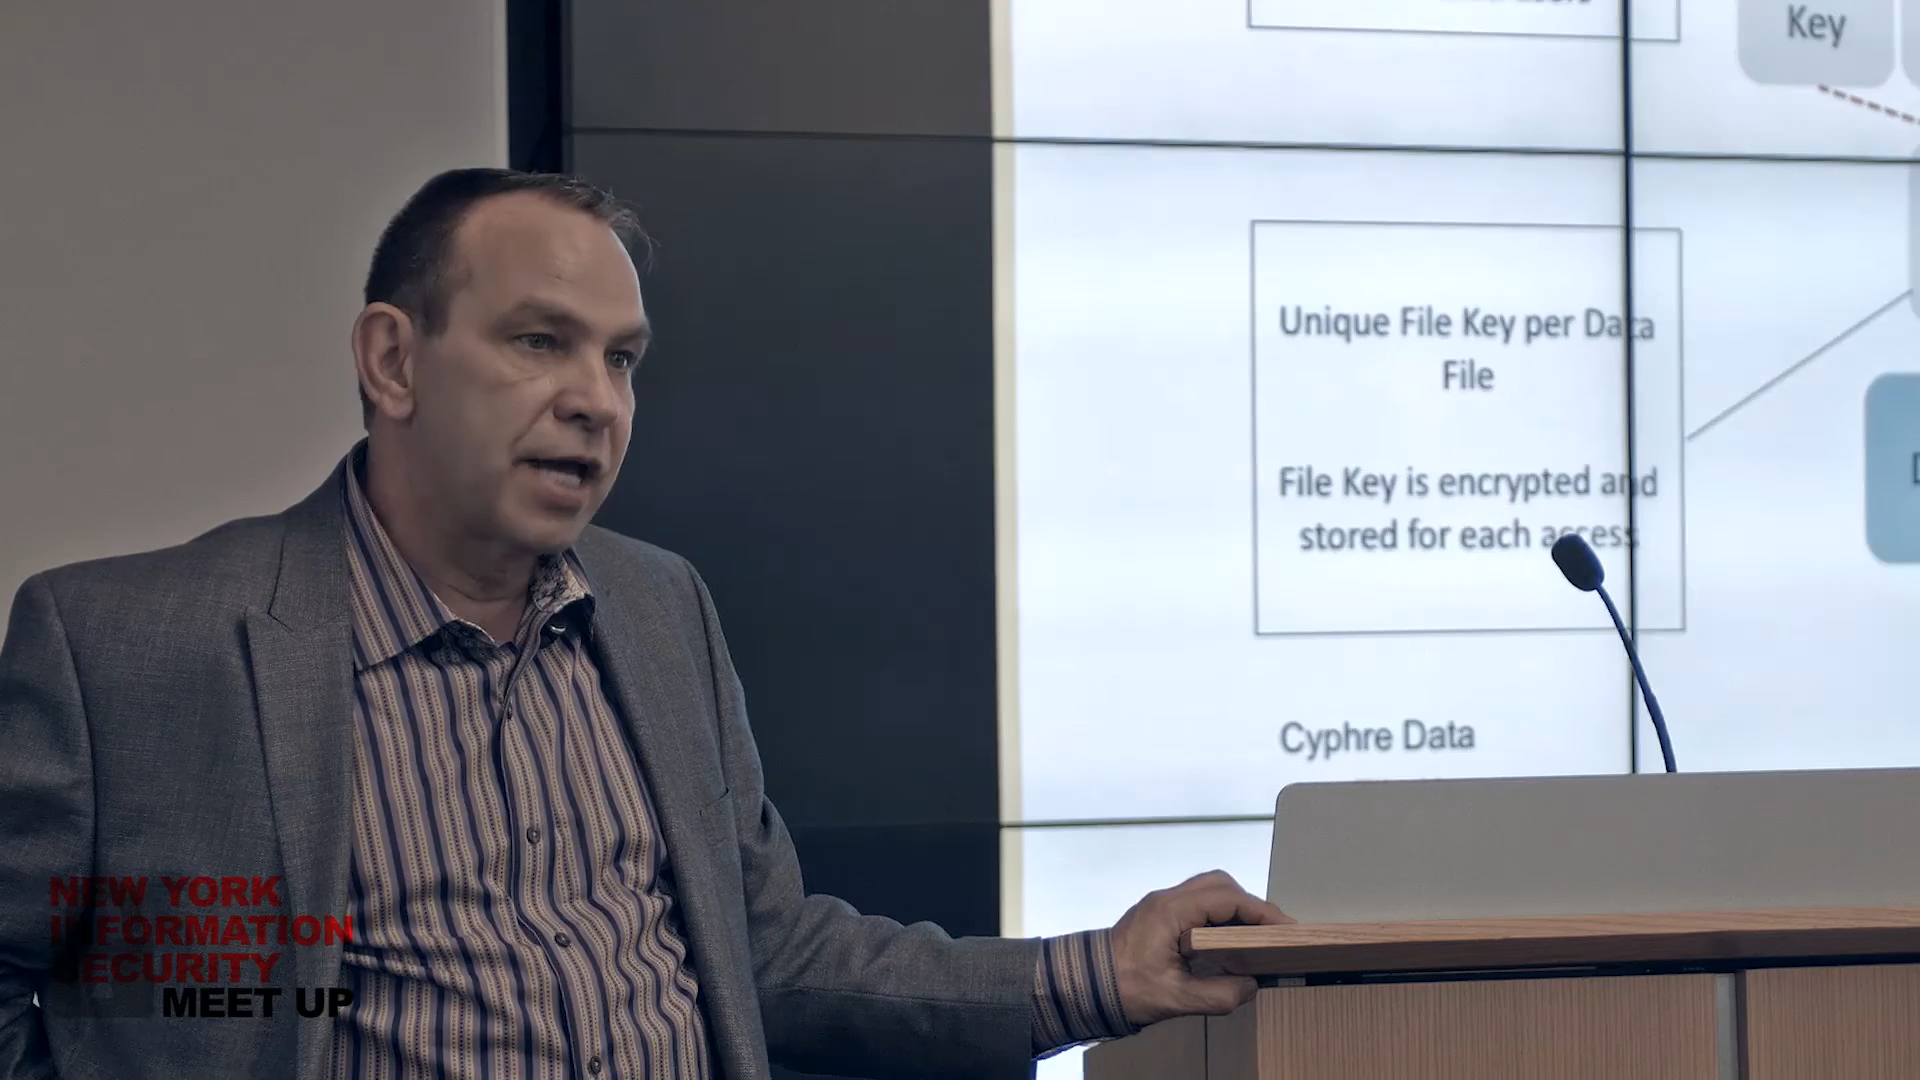 Key
Unique File Key per Data
File
File Key is encrypted and
stored for each access
Cyphre Data
NEW YORK
INFORMATION
SECURITY
MEET UP